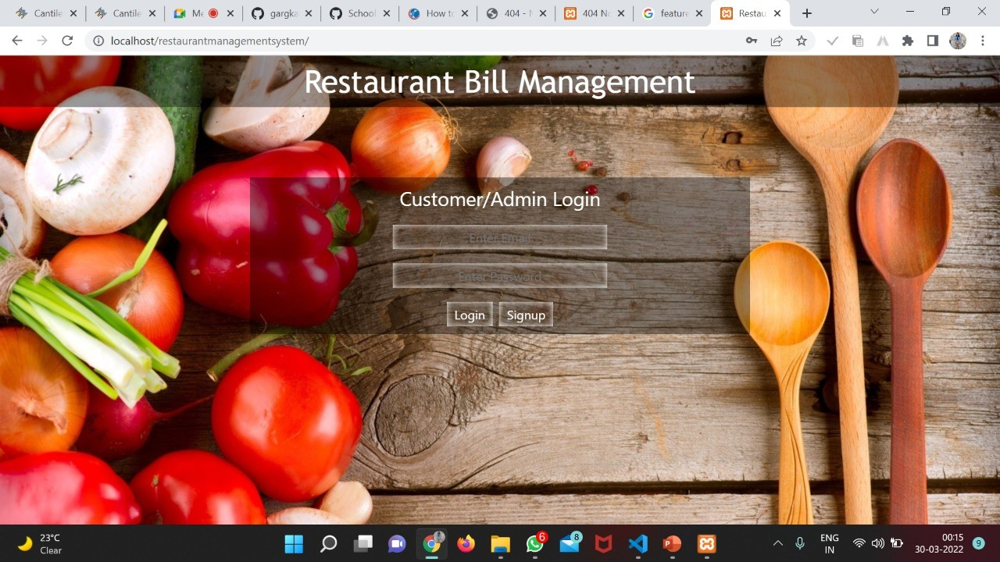 Cantile
Cantile
Me
gargka
School
How to
404 - N
404 No
feature
Restau
localhost/restaurantmanagementsystem/
Restaurant Bill Management
Customer/Admin Login
Enter Email
Enter Password
Login Signup
23°C
Clear
6
8
ENG
IN
00:15
30-03-2022
9